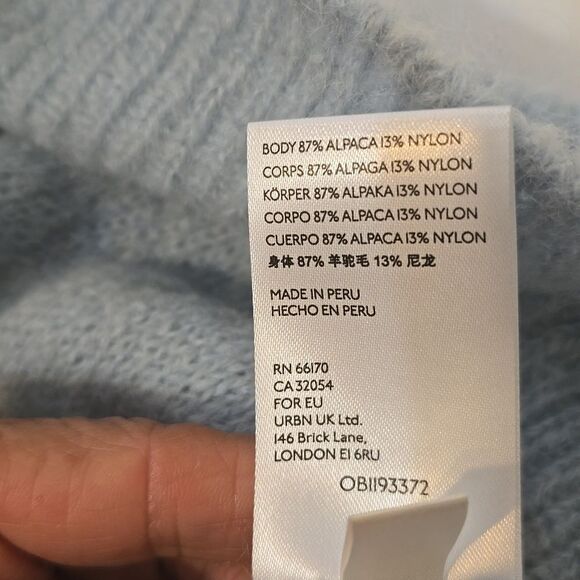 BODY 87% ALPACA 13% NYLON
CORPS 87% ALPAGA 13% NYLON
KÖRPER 87% ALPAKA 13% NYLON
CORPO 87% ALPACA 13% NYLON
CUERPO 87% ALPACA 13% NYLON
身体 87% 羊驼毛 13% 尼龙
MADE IN PERU
HECHO EN PERU
RN 66170
CA 32054
FOR EU
URBN UK Ltd.
146 Brick Lane,
LONDON E1 6RU
OB1193372